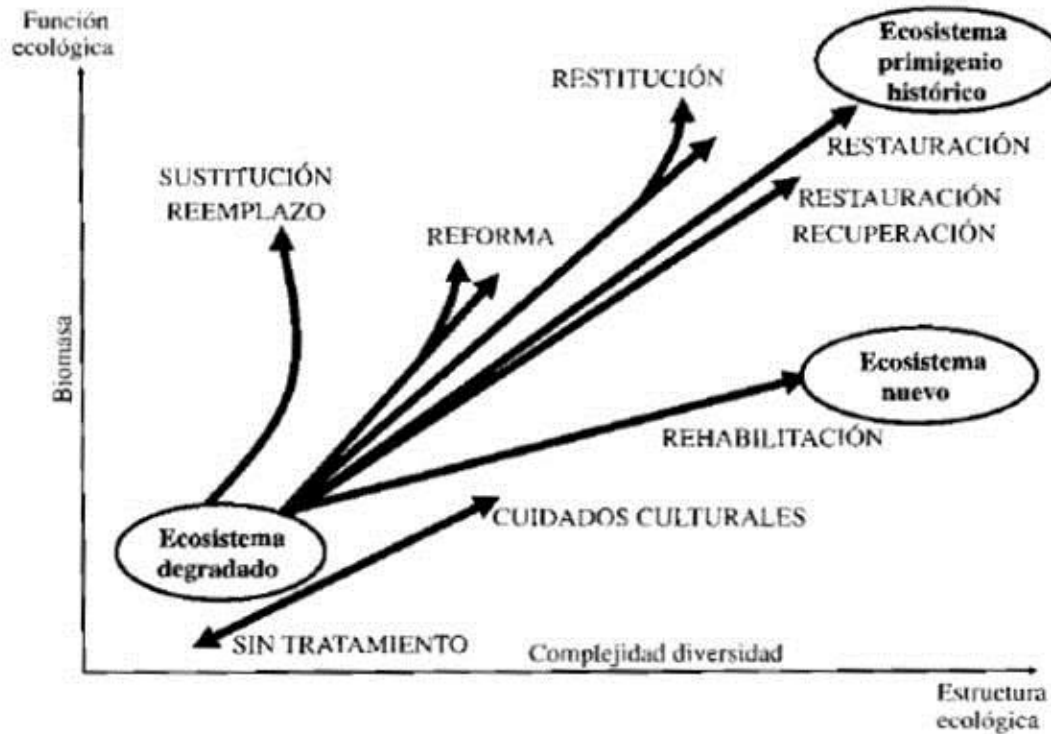 Función
ecológica
Ecosistema
primigenio
histórico
RESTITUCIÓN
RESTAURACIÓN
SUSTITUCIÓN
REEMPLAZO
RESTAURACIÓN
RECUPERACIÓN
REFORMA
Biomasa
Ecosistema
nuevo
REHABILITACIÓN
CUIDADOS CULTURALES
Ecosistema
degradado
SIN TRATAMIENTO
Complejidad diversidad
Estructura
ecológica